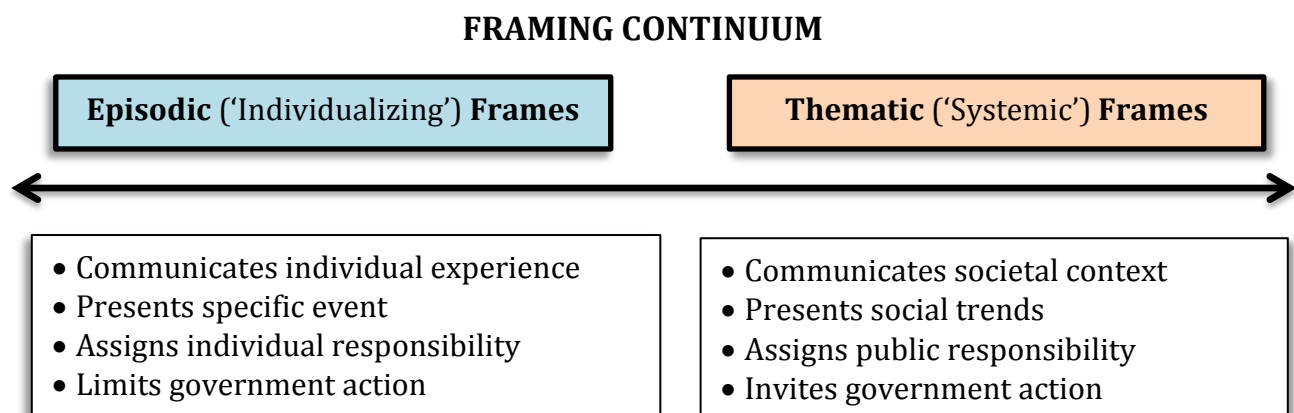 FRAMING CONTINUUM
Episodic (‘Individualizing’) Frames
Thematic (‘Systemic’) Frames
• Communicates individual experience
• Presents specific event
• Assigns individual responsibility
• Limits government action
• Communicates societal context
• Presents social trends
• Assigns public responsibility
• Invites government action